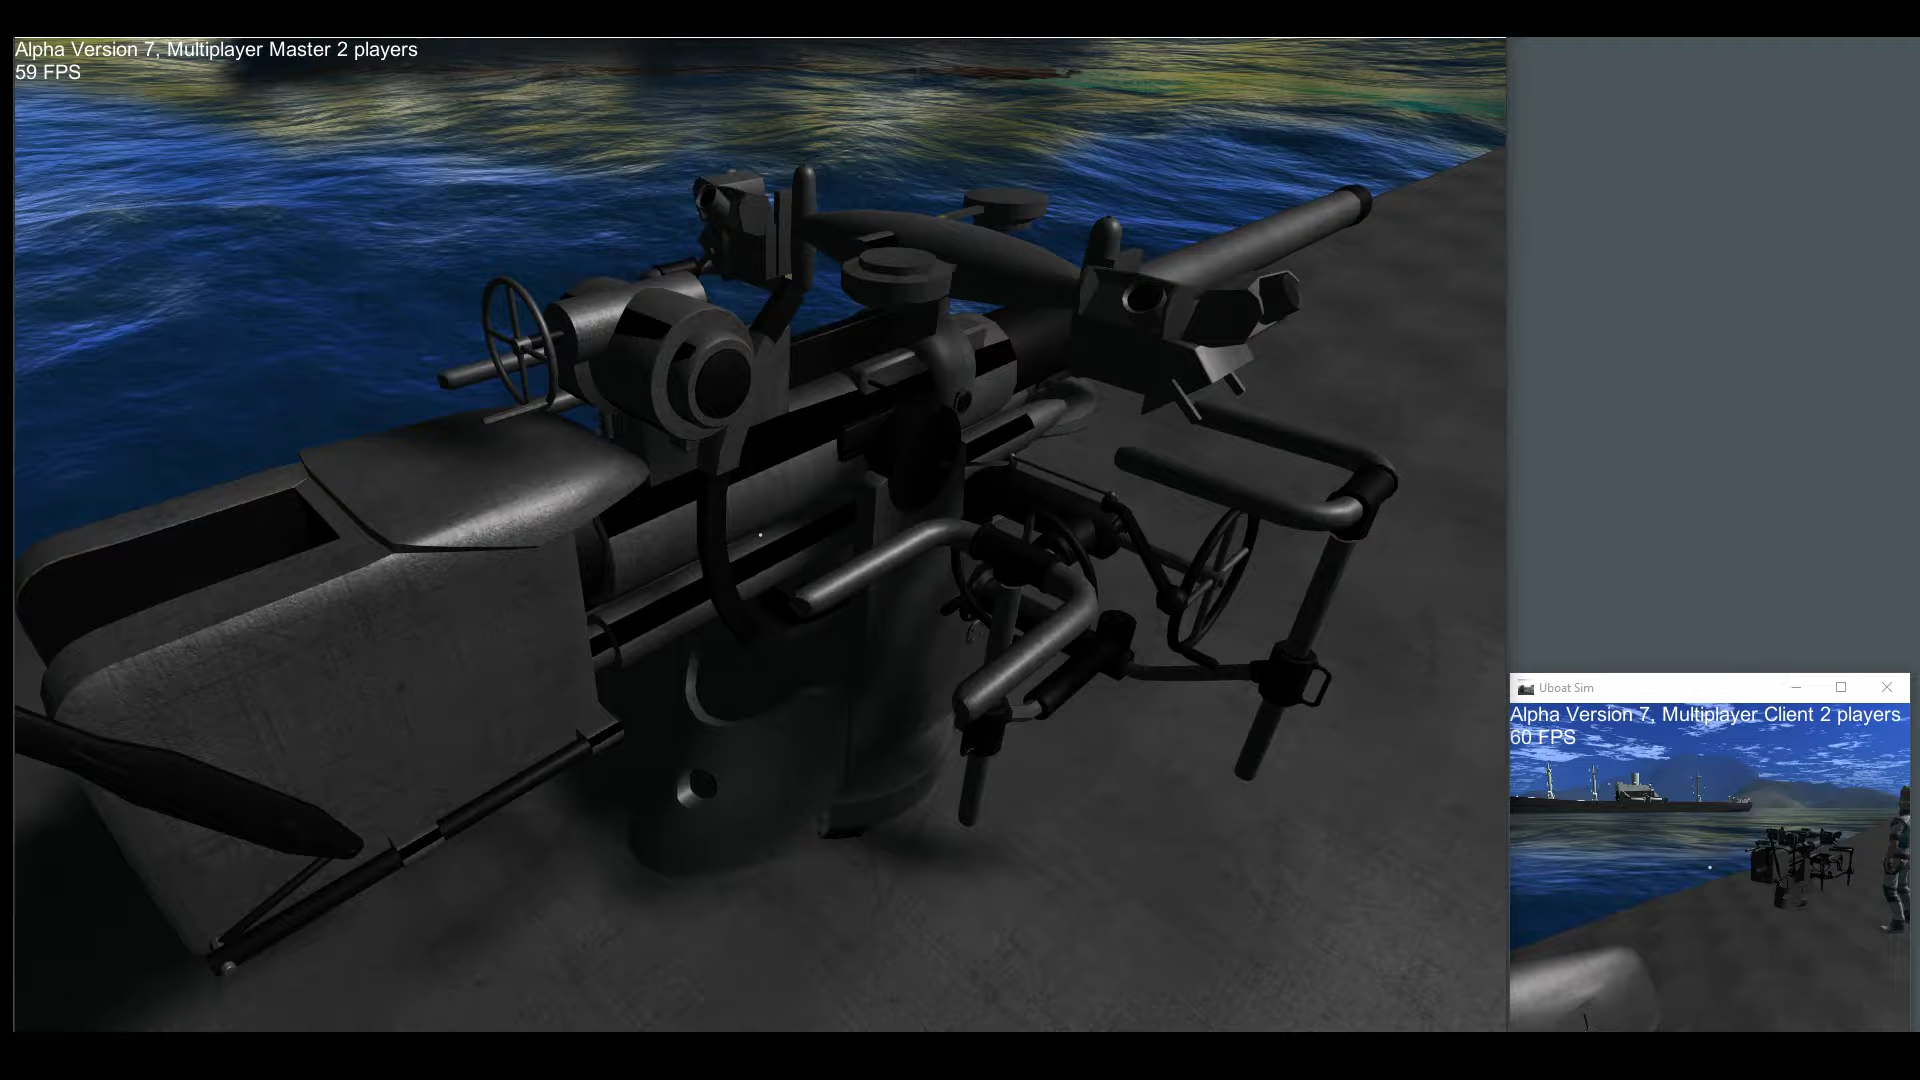 Alpha Version 7, Multiplayer Master 2 players
59 FPS
Uboat Sim
Alpha Version 7, Multiplayer Client 2 players
60 FPS